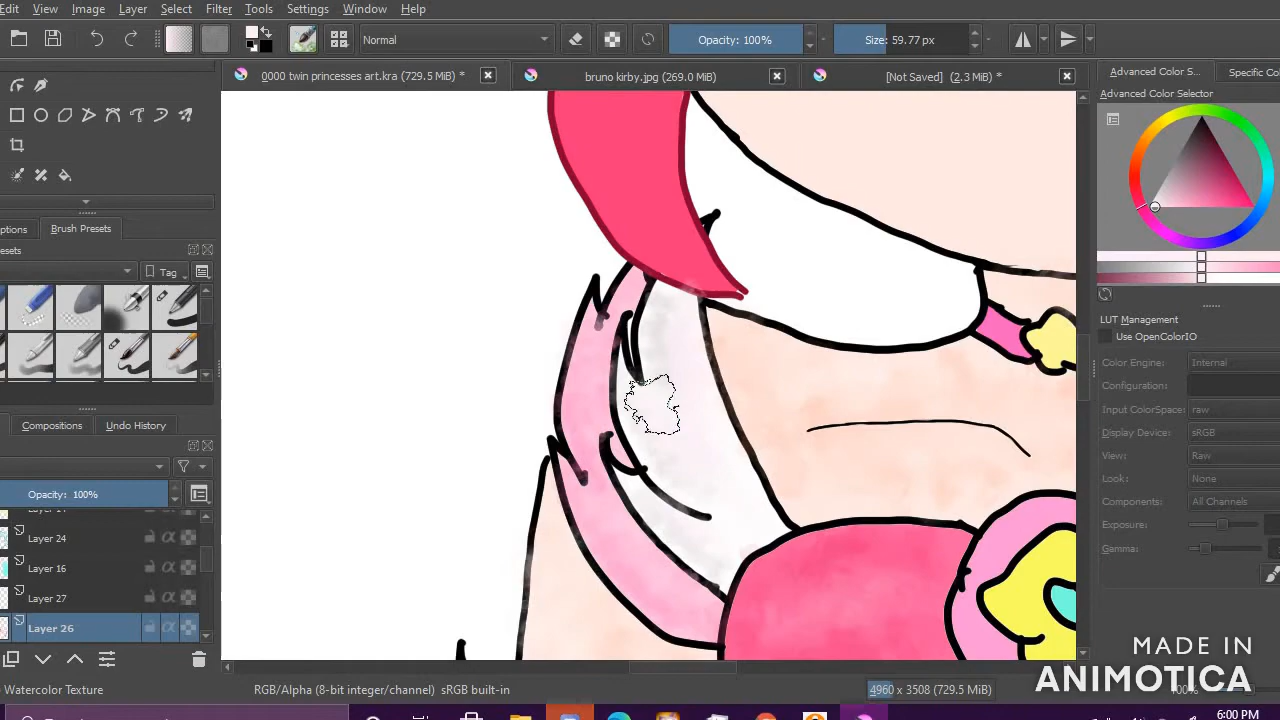 Edit View Image Layer Select Filter Tools Settings Window Help
Normal Opacity: 100% Size: 59.77 px
0000 twin princesses art.kra (729.5 MiB) * bruno kirby.jpg (269.0 MiB) [Not Saved] (2.3 MiB) *
Advanced Color S... Specific Co
Advanced Color Selector
ptions Brush Presets
esets
Tag
LUT Management
Use OpenColorIO
Color Engine: Internal
Configuration:
Input ColorSpace: raw
Display Device: sRGB
View: Raw
Look: None
Components: All Channels
Exposure:
Gamma:
Compositions Undo History
Opacity: 100%
Layer 24
Layer 16
Layer 27
Layer 26
Watercolor Texture
RGB/Alpha (8-bit integer/channel) sRGB built-in
4960 x 3508 (729.5 MiB)
100%
MADE IN
ANIMOTICA
6:00 PM